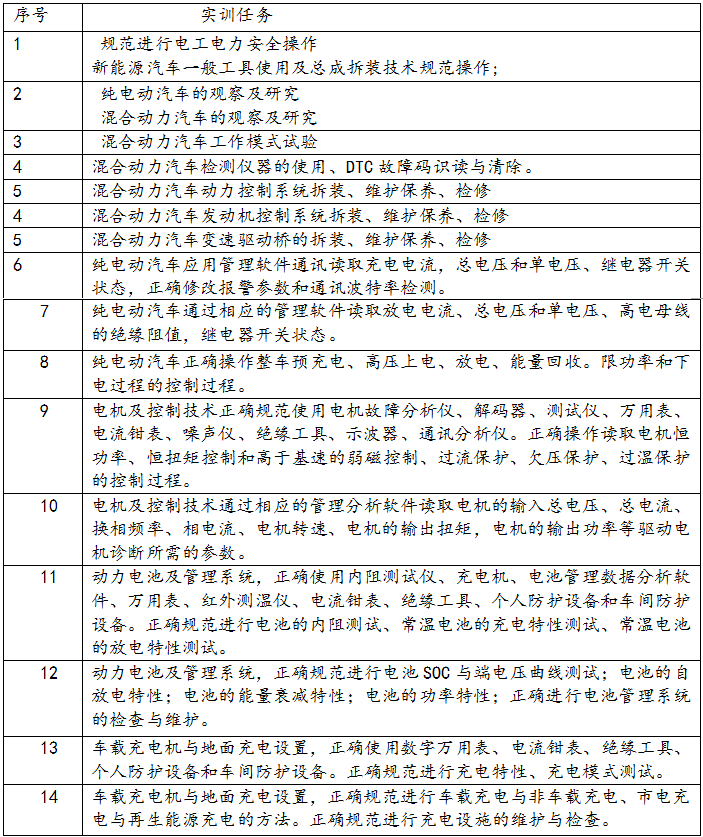 序号 实训任务
1 规范进行电工电力安全操作
新能源汽车一般工具使用及总成拆装技术规范操作；
2 纯电动汽车的观察及研究
混合动力汽车的观察及研究
3 混合动力汽车工作模式试验
4 混合动力汽车检测仪器的使用、DTC故障码识读与清除。
5 混合动力汽车动力控制系统拆装、维护保养、检修
4 混合动力汽车发动机控制系统拆装、维护保养、检修
5 混合动力汽车变速驱动桥的拆装、维护保养、检修
6 纯电动汽车应用管理软件通讯读取充电电流，总电压和单电压、继电器开关
状态，正确修改报警参数和通讯波特率检测。
7 纯电动汽车通过相应的管理软件读取放电电流、总电压和单电压、高电母线
的绝缘阻值，继电器开关状态。
8 纯电动汽车正确操作整车预充电、高压上电、放电、能量回收。限功率和下
电过程的控制过程。
9 电机及控制技术正确规范使用电机故障分析仪、解码器、测试仪、万用表、
电流钳表、噪声仪、绝缘工具、示波器、通讯分析仪。正确操作读取电机恒
功率、恒扭矩控制和高于基速的弱磁控制、过流保护、欠压保护、过温保护
的控制过程。
10 电机及控制技术通过相应的管理分析软件读取电机的输入总电压、总电流、
换相频率、相电流、电机转速、电机的输出扭矩，电机的输出功率等驱动电
机诊断所需的参数。
11 动力电池及管理系统，正确使用内阻测试仪、充电机、电池管理数据分析软
件、万用表、红外测温仪、电流钳表、绝缘工具、个人防护设备和车间防护
设备。正确规范进行电池的内阻测试、常温电池的充电特性测试、常温电池
的放电特性测试。
12 动力电池及管理系统，正确规范进行电池SOC与端电压曲线测试；电池的自
放电特性；电池的能量衰减特性；电池的功率特性；正确进行电池管理系统
的检查与维护。
13 车载充电机与地面充电设置，正确使用数字万用表、电流钳表、绝缘工具、
个人防护设备和车间防护设备。正确规范进行充电特性、充电模式测试。
14 车载充电机与地面充电设置，正确规范进行车载充电与非车载充电、市电充
电与再生能源充电的方法。正确规范进行充电设施的维护与检查。